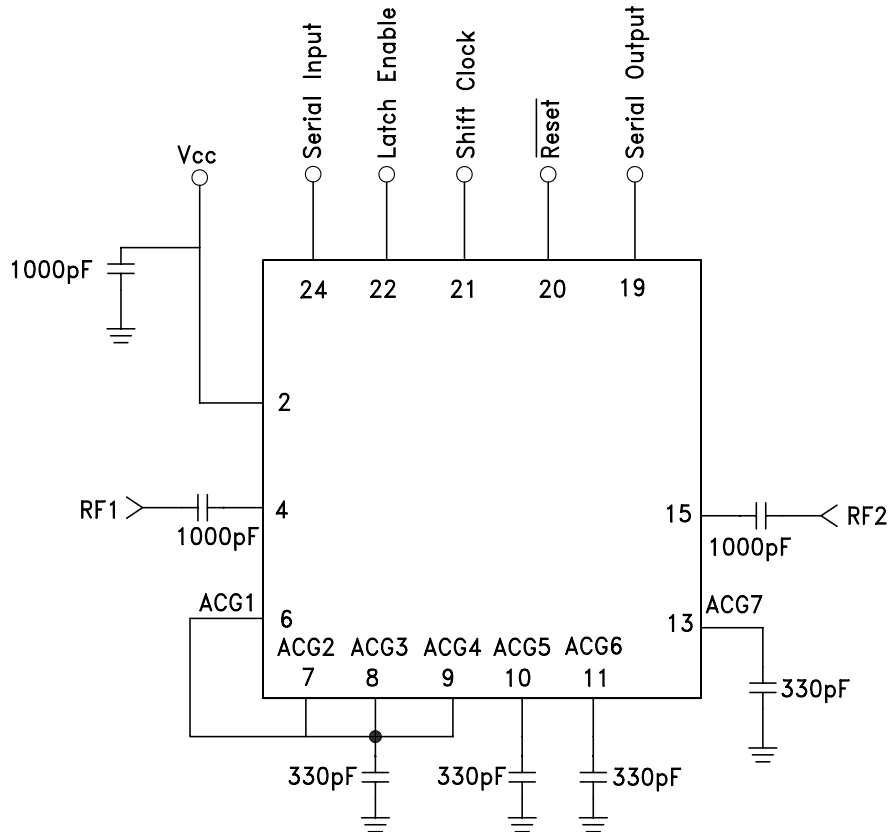 Serial Input
Latch Enable
Shift Clock
Reset
Serial Output
Vcc
1000pF
24
22
21
20
19
2
RF1
4
1000pF
15
RF2
1000pF
ACG1
6
13
ACG7
ACG2
ACG3
ACG4
ACG5
ACG6
7
8
9
10
11
330pF
330pF
330pF
330pF